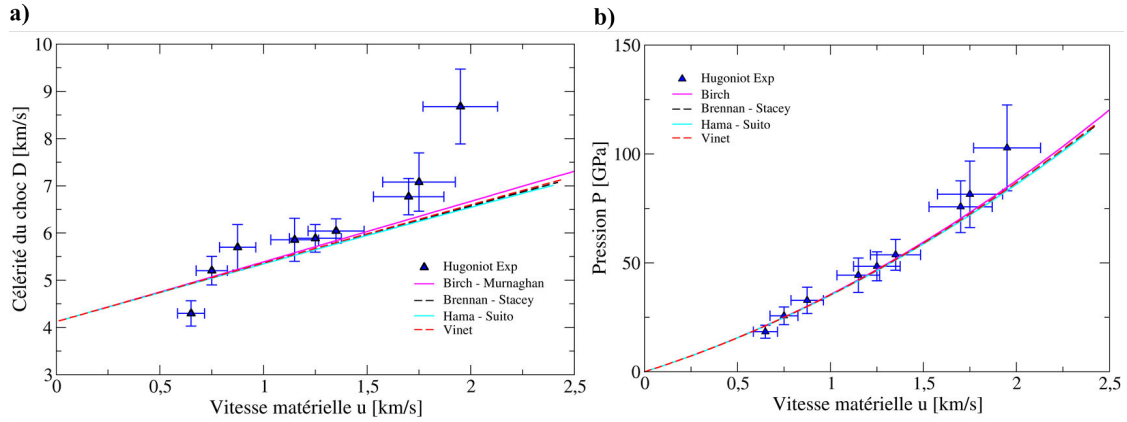 a)
10
9
8
7
6
5
4
3
Célérité du choc D [km/s]
Hugoniot Exp
Birch - Murnaghan
Brennan - Stacey
Hama - Suito
Vinet
0
0,5
1
1,5
2
2,5
Vitesse matérielle u [km/s]
b)
150
100
50
0
Pression P [GPa]
Hugoniot Exp
Birch
Brennan - Stacey
Hama - Suito
Vinet
0,5
1
1,5
2
2,5
Vitesse matérielle u [km/s]